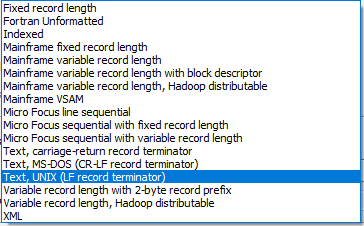 Fixed record length
Fortran Unformatted
Indexed
Mainframe fixed record length
Mainframe variable record length
Mainframe variable record length with block descriptor
Mainframe variable record length, Hadoop distributable
Mainframe VSAM
Micro Focus line sequential
Micro Focus sequential with fixed record length
Micro Focus sequential with variable record length
Text, carriage-return record terminator
Text, MS-DOS (CR-LF record terminator)
Text, UNIX (LF record terminator)
Variable record length with 2-byte record prefix
Variable record length, Hadoop distributable
XML